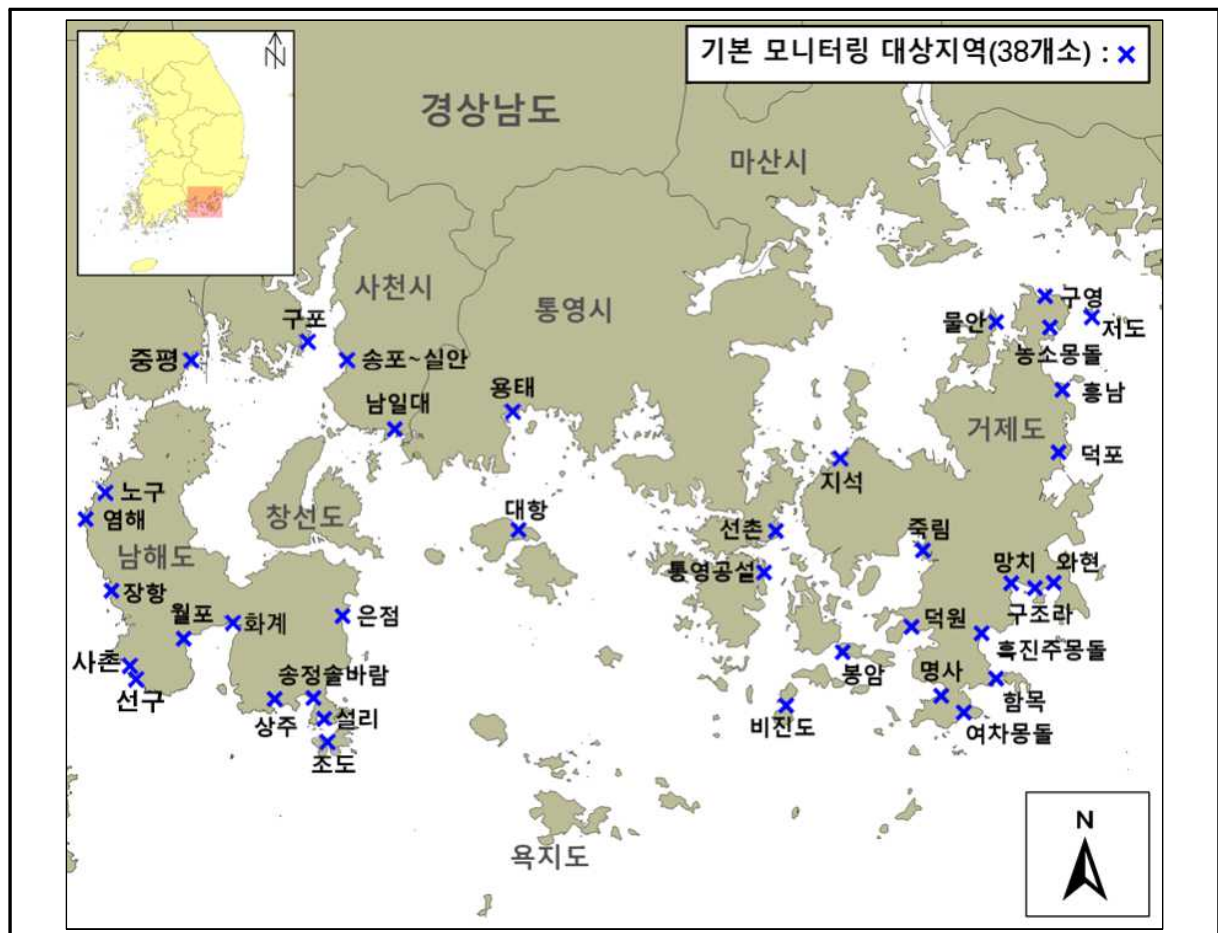 N
기본 모니터링 대상지역(38개소) :
경상남도
마산시
사천시
통영시
구포
중평
송포~실안
남일대
용태
물안
구영
저도
농소몽돌
흥남
거제도
덕포
지석
노구
염해
창선도
대항
선촌
죽림
남해도
통영공설
망치
와현
장항
월포
화계
은점
덕원
구조라
흑진주몽돌
사촌
선구
송정솔바람
봉암
명사
함목
상주
설리
비진도
여차몽돌
조도
욕지도
N